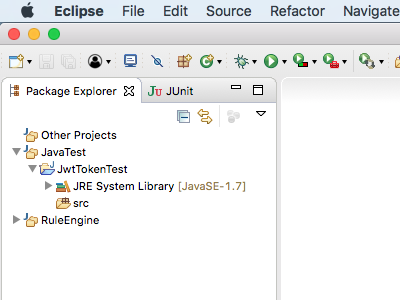 Eclipse File Edit Source Refactor Navigate
Package Explorer JUnit
Other Projects
JavaTest
JwtTokenTest
JRE System Library [JavaSE-1.7]
src
RuleEngine